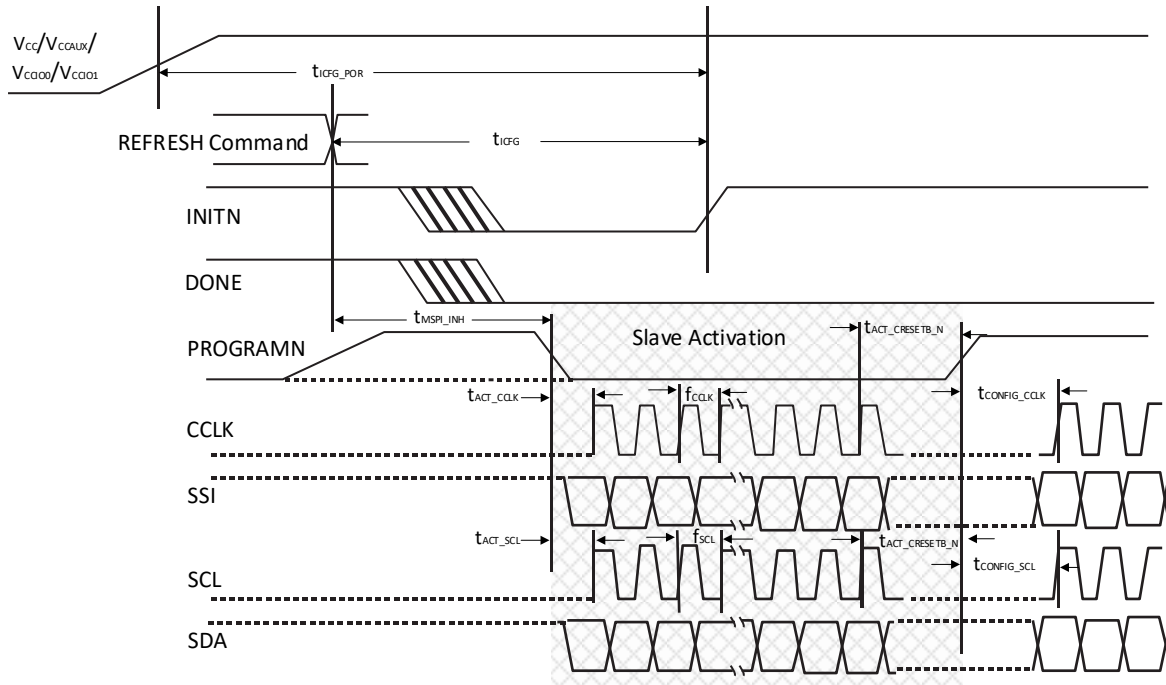 VCC/VCCAUX/
VCCIO0/VCCIO1
tICFG_POR
REFRESH Command
tICFG
INITN
DONE
tMSPI_INH
Slave Activation
tACT_CRESETB_N
PROGRAMN
tACT_CCLK
fCCLK
tCONFIG_CCLK
CCLK
SSI
tACT_SCL
fSCL
tACT_CRESETB_N
tCONFIG_SCL
SCL
SDA